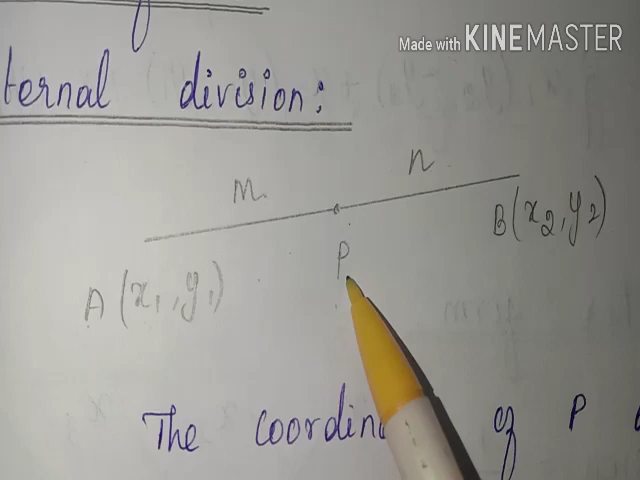 Made with KINEMASTER
ternal division:
m
n
B(x2, y2)
P
A(x1, y1)
The coordin of P